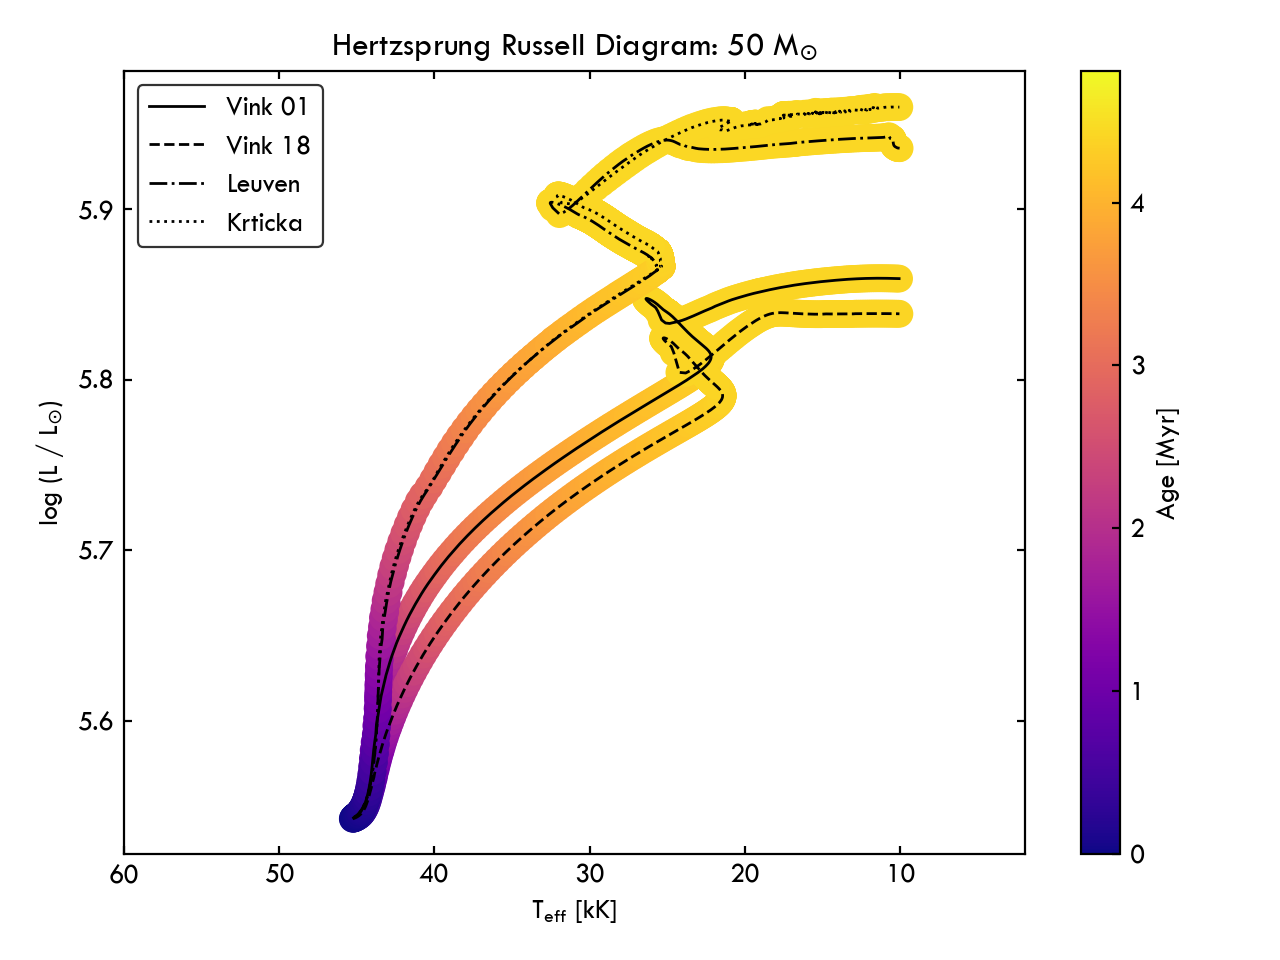 Hertzsprung Russell Diagram: 50 M☉
Vink 01
Vink 18
Leuven
Krticka
5.9
5.8
5.7
5.6
log (L / L☉)
60
50
40
30
20
10
T_eff [kK]
4
3
2
1
0
Age [Myr]